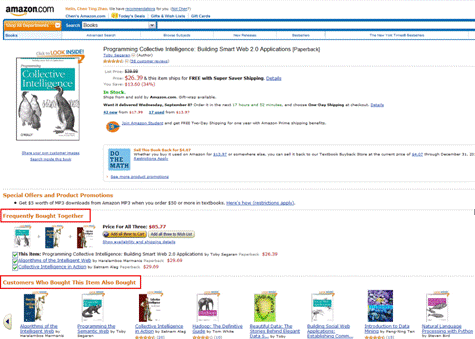 amazon.com
Hello, Chen Ying Zhao. We have recommendations for you. (Not Chen?)
Chen's Amazon.com Today's Deals Gifts & Wish Lists Gift Cards
Shop All Departments Search Books
Books Advanced Search Browse Subjects Hot New Releases Bestsellers The New York Times® Bestsellers
Click to LOOK INSIDE!
Programming
Collective
Intelligence
Share your own customer images
Search inside this book
Programming Collective Intelligence: Building Smart Web 2.0 Applications [Paperback]
Toby Segaran (Author)
List Price: $39.99
Price: $26.39 & this item ships for FREE with Super Saver Shipping. Details
You Save: $13.60 (34%)
In Stock.
Ships from and sold by Amazon.com. Gift-wrap available.
Want it delivered Wednesday, September 8? Order it in the next 17 hours and 52 minutes, and choose One-Day Shipping at checkout. Details
41 new from 17 used from
Join Amazon Student and get FREE Two-Day Shipping for one year with Amazon Prime shipping benefits.
DO
THE
MATH
Sell This Book Back for $4.07
Whether you buy it used on Amazon for or somewhere else, you can sell it back to our Textbook Buyback Store at the current price of $4.07 through December 31,
Restrictions Apply
See more product promotions
Special Offers and Product Promotions
Get $5 worth of MP3 downloads from Amazon MP3 when you order $50 or more in textbooks. Here's how (restrictions apply).
Frequently Bought Together
Price For All Three: $85.77
Add all three to Cart Add all three to Wish List
Show availability and shipping details
This item: Programming Collective Intelligence: Building Smart Web 2.0 Applications by Toby Segaran Paperback $26.39
Algorithms of the Intelligent Web by Haralambos Marmanis Paperback $29.69
Collective Intelligence in Action by Satnam Alag Paperback $29.69
Customers Who Bought This Item Also Bought
Algorithms of the Intelligent Web by Haralambos Marmanis
Programming the Semantic Web by Toby Segaran
Collective Intelligence in Action by Satnam Alag
Hadoop: The Definitive Guide by Tom White
Beautiful Data: The Stories Behind Elegant Data S... by Toby Segaran
Building Social Web Applications: Establishing Comm...
Introduction to Data Mining by Pang-Ning Tan
Natural Language Processing with Python by Steven Bird